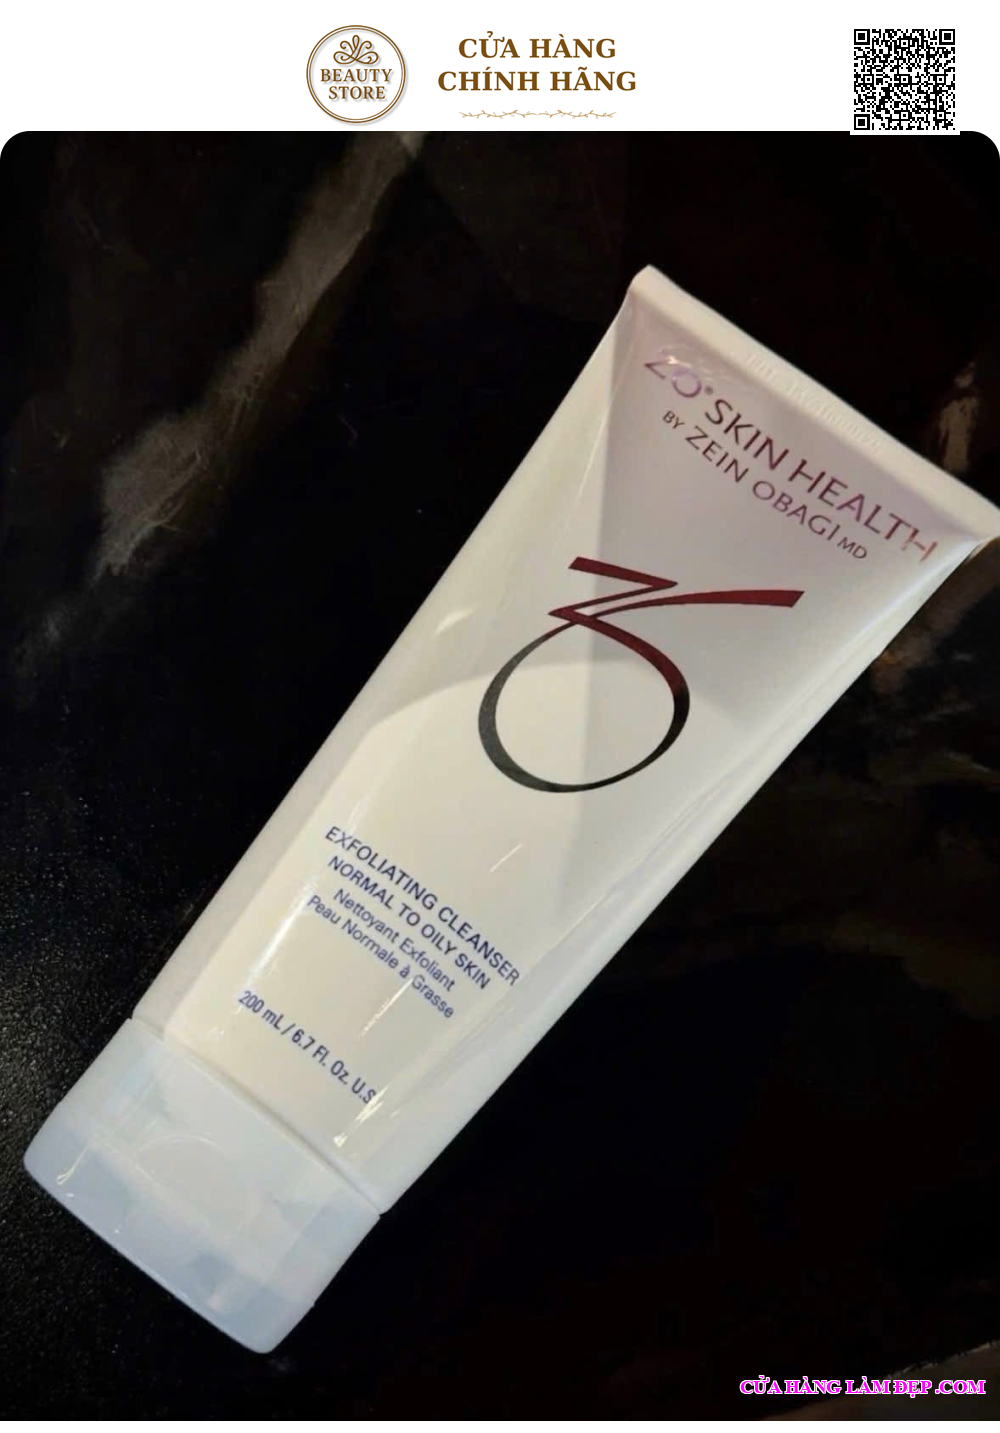 BEAUTY
STORE
CỬA HÀNG
CHÍNH HÃNG
ZO® SKIN HEALTH
BY ZEIN OBAGI MD
EXFOLIATING CLEANSER
NORMAL TO OILY SKIN
Nettoyant Exfoliant
Peau Normale à Grasse
200 mL / 6.7 Fl. Oz. U.S.
CỬA HÀNG LÀM ĐẸP .COM